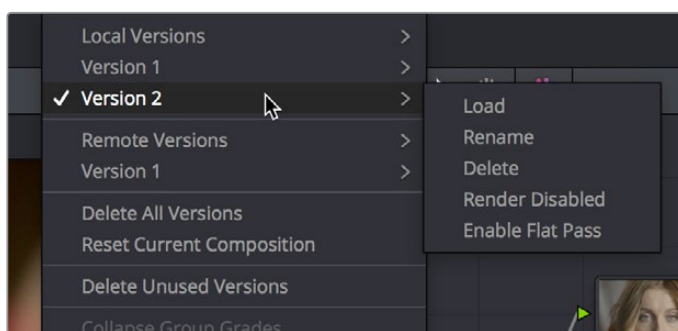 Local Versions
Version 1
Version 2
Remote Versions
Version 1
Delete All Versions
Reset Current Composition
Delete Unused Versions
Collapse Group Grades
Load
Rename
Delete
Render Disabled
Enable Flat Pass